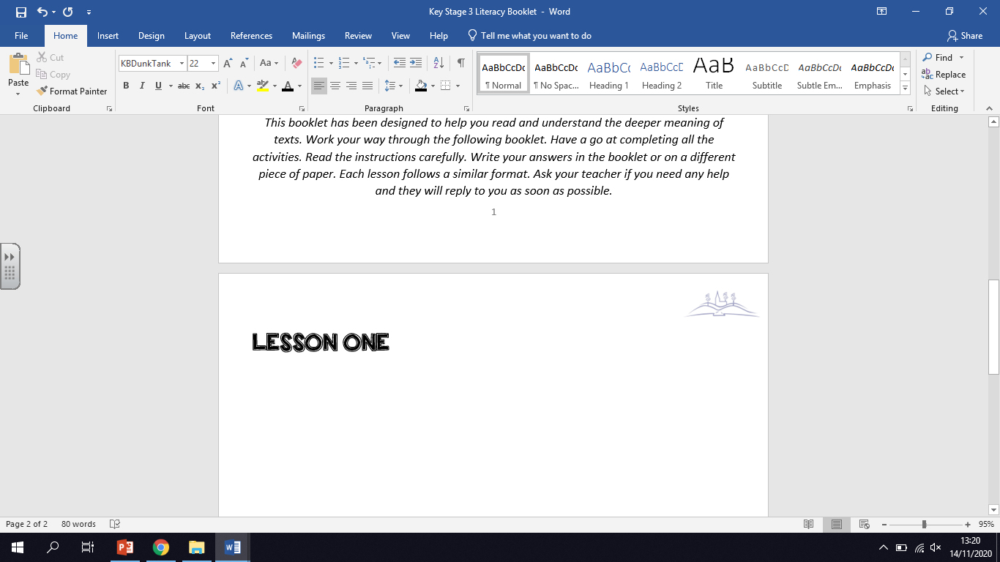 Key Stage 3 Literacy Booklet - Word
File Home Insert Design Layout References Mailings Review View Help Tell me what you want to do Share
Paste
Cut
Copy
Format Painter
Clipboard
KBDunkTank 22
Aa
B I U abc x₂ x² A A
Font
Paragraph
AaBbCcDc AaBbCcDc AaBbCc AaBbCcD AaB AaBbCcD AaBbCcDc AaBbCcDc
¶ Normal ¶ No Spac... Heading 1 Heading 2 Title Subtitle Subtle Em... Emphasis
Styles
Find
Replace
Select
Editing
This booklet has been designed to help you read and understand the deeper meaning of
texts. Work your way through the following booklet. Have a go at completing all the
activities. Read the instructions carefully. Write your answers in the booklet or on a different
piece of paper. Each lesson follows a similar format. Ask your teacher if you need any help
and they will reply to you as soon as possible.
1
LESSON ONE
Page 2 of 2 80 words 95%
13:20
14/11/2020